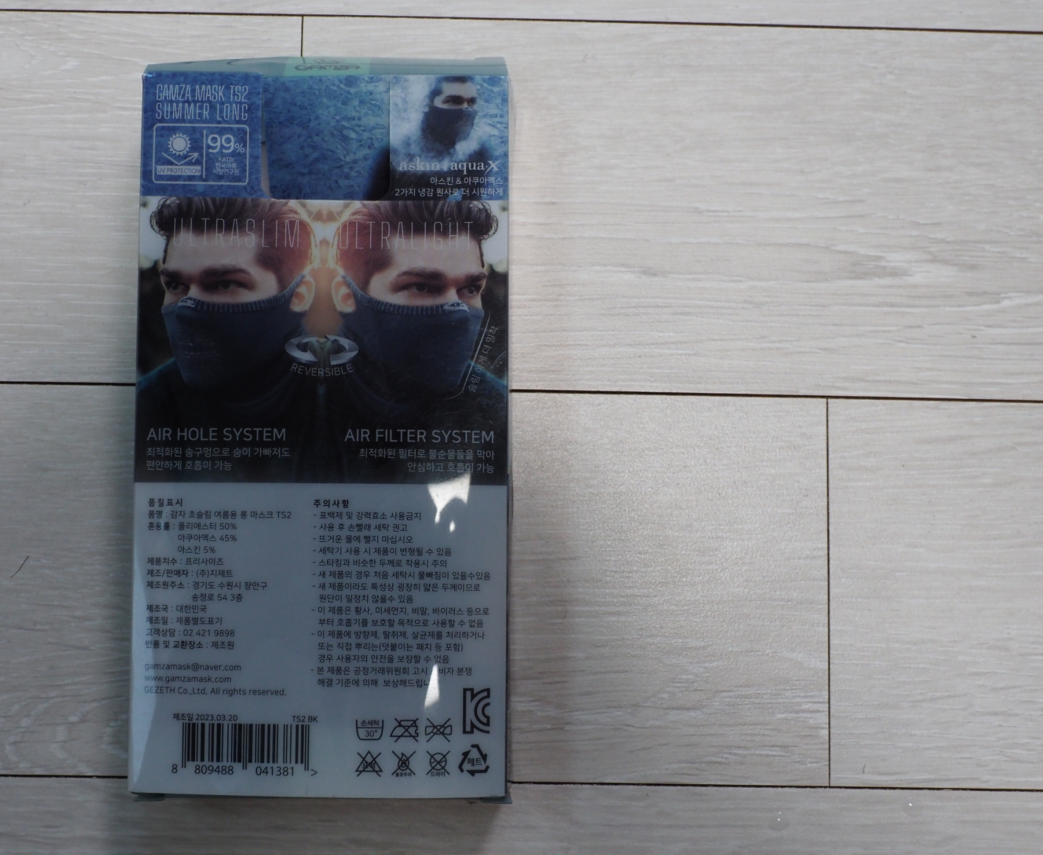 GAMZA
GAMZA MASK TS2
SUMMER LONG
UV PROTECTION
99%
askin aqua-X
아스킨 & 아쿠아엑스
2가지 냉감 원사로 더 시원하게
ULTRASLIM ULTRALIGHT
REVERSIBLE
AIR HOLE SYSTEM
최적화된 숨구멍으로 숨이 가빠져도
편안하게 호흡이 가능
AIR FILTER SYSTEM
최적화된 필터로 불순물들을 막아
안심하고 호흡이 가능
품질표시
품명 : 감자 초슬림 여름용 롱 마스크 TS2
혼용률 : 폴리에스터 50%
아쿠아엑스 45%
아스킨 5%
제품치수 : 프리사이즈
제조/판매자 : (주)지제트
제조원주소 : 경기도 수원시 장안구
송정로 54 3층
제조국 : 대한민국
제조일 : 제품별도표기
고객상담 : 02 421 9898
반품 및 교환장소 : 제조원
gamzamask@naver.com
www.gamzamask.com
GEZETH Co.,Ltd, All rights reserved.
주의사항
- 표백제 및 강력효소 사용금지
- 사용 후 손빨래 세탁 권고
- 뜨거운 물에 빨지 마십시오
- 세탁기 사용 시 제품이 변형될 수 있음
- 스타킹과 비슷한 두께로 착용시 주의
- 새 제품의 경우 처음 세탁시 물빠짐이 있을수있음
- 새 제품이라도 특성상 굉장히 얇은 두께이므로
원단이 일정치 않을수 있음
- 이 제품은 황사, 미세먼지, 비말, 바이러스 등으로
부터 호흡기를 보호할 목적으로 사용할 수 없음
- 이 제품에 방향제, 탈취제, 살균제를 처리하거나
또는 직접 뿌리는(덧붙이는 패치 등 포함)
경우 사용자의 안전을 보장할 수 없음
- 본 제품은 공정거래위원회 고시 비자 분쟁
해결 기준에 의해 보상해드립니
제조일 2023.03.20 TS2 BK
8 809488 041381 >
손세탁
30°
KC
페트